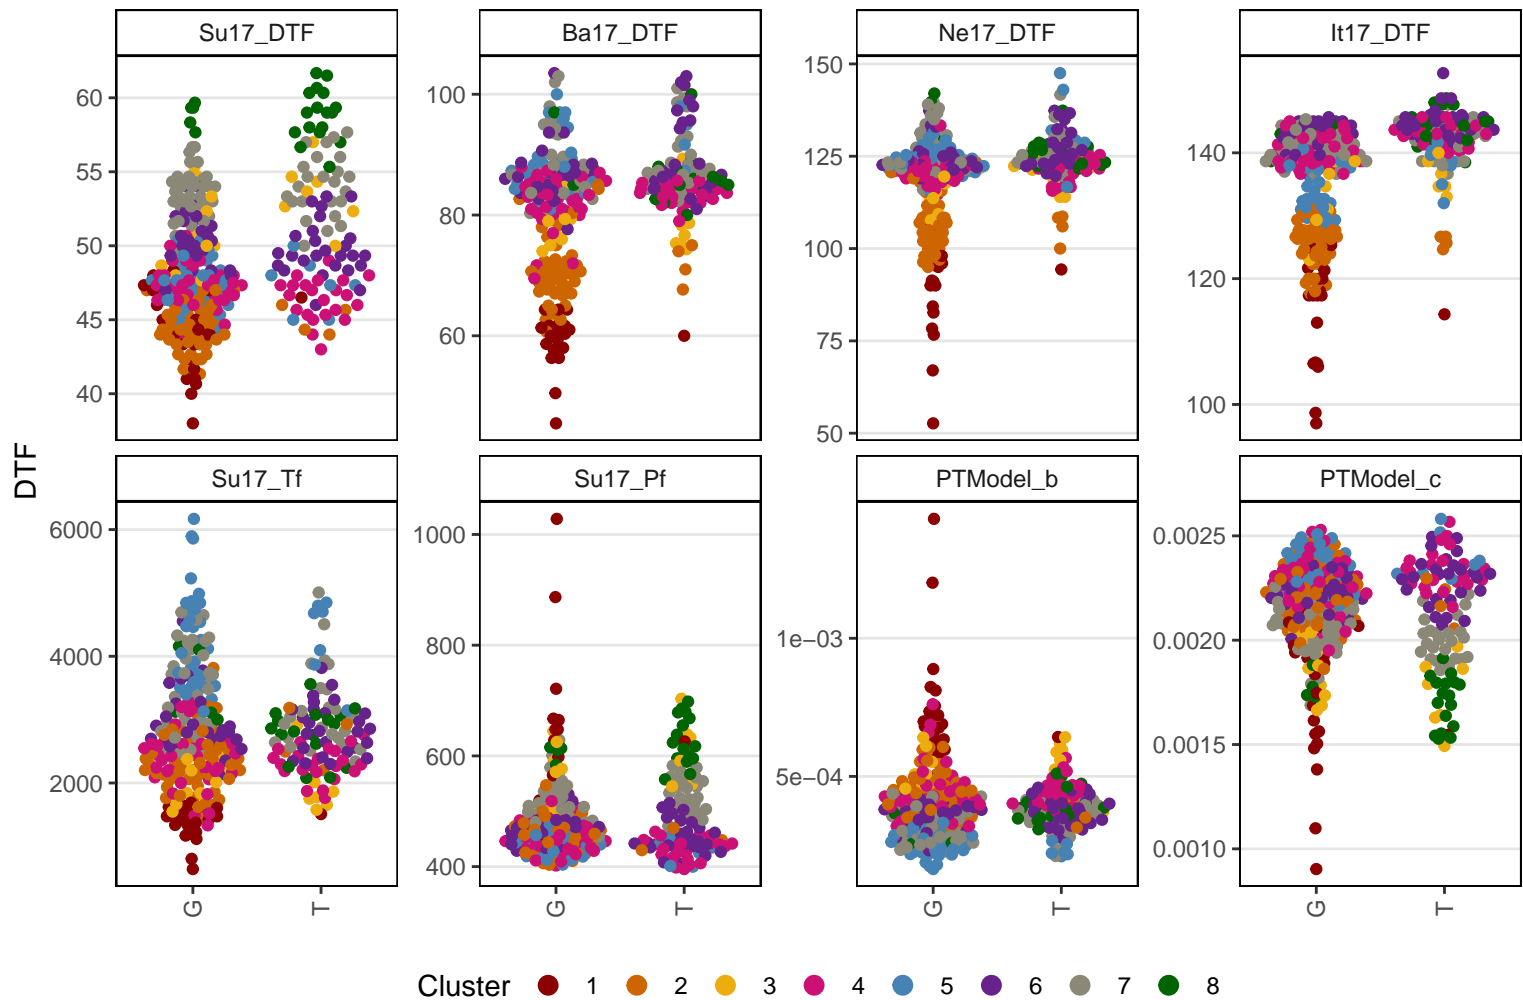 Su17_DTF Ba17_DTF Ne17_DTF It17_DTF
60 55 50 45 40
100 80 60
150 125 100 75 50
140 120 100
DTF
Su17_Tf Su17_Pf PTModel_b PTModel_c
6000 4000 2000
1000 800 600 400
1e−03 5e−04
0.0025 0.0020 0.0015 0.0010
G T G T G T G T
Cluster 1 2 3 4 5 6 7 8